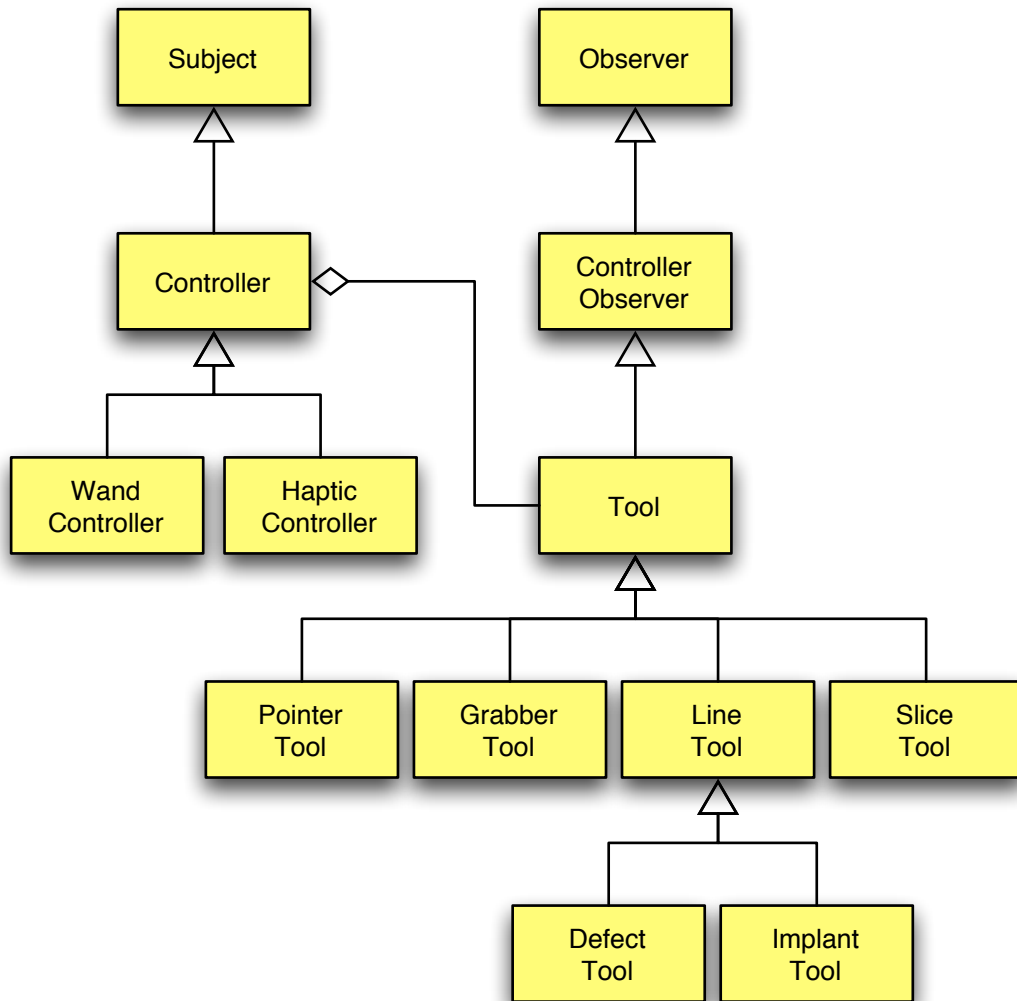 Subject
Observer
Controller
Controller
Observer
Wand
Controller
Haptic
Controller
Tool
Pointer
Tool
Grabber
Tool
Line
Tool
Slice
Tool
Defect
Tool
Implant
Tool